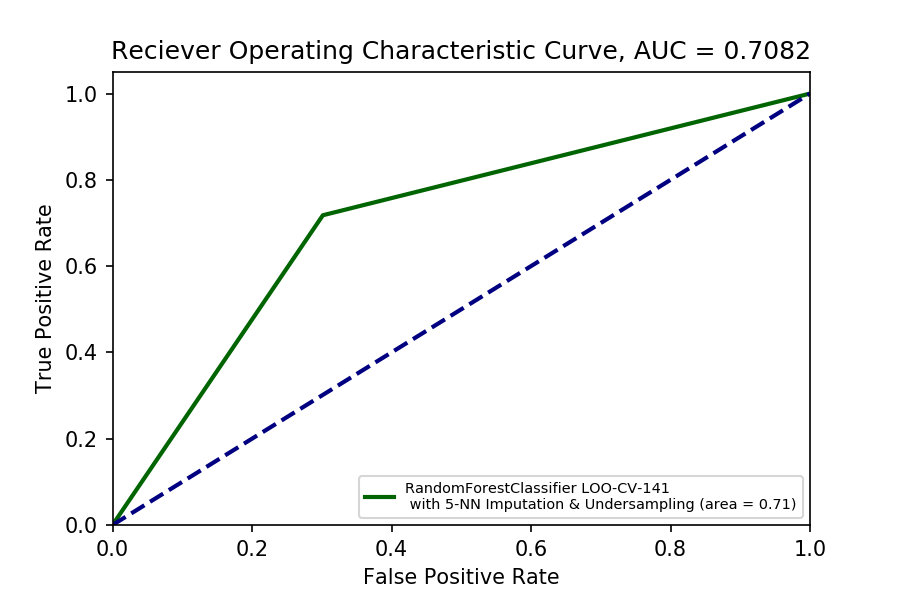 Reciever Operating Characteristic Curve, AUC = 0.7082
1.0
0.8
0.6
0.4
0.2
0.0
True Positive Rate
RandomForestClassifier LOO-CV-141
with 5-NN Imputation & Undersampling (area = 0.71)
0.0 0.2 0.4 0.6 0.8 1.0
False Positive Rate